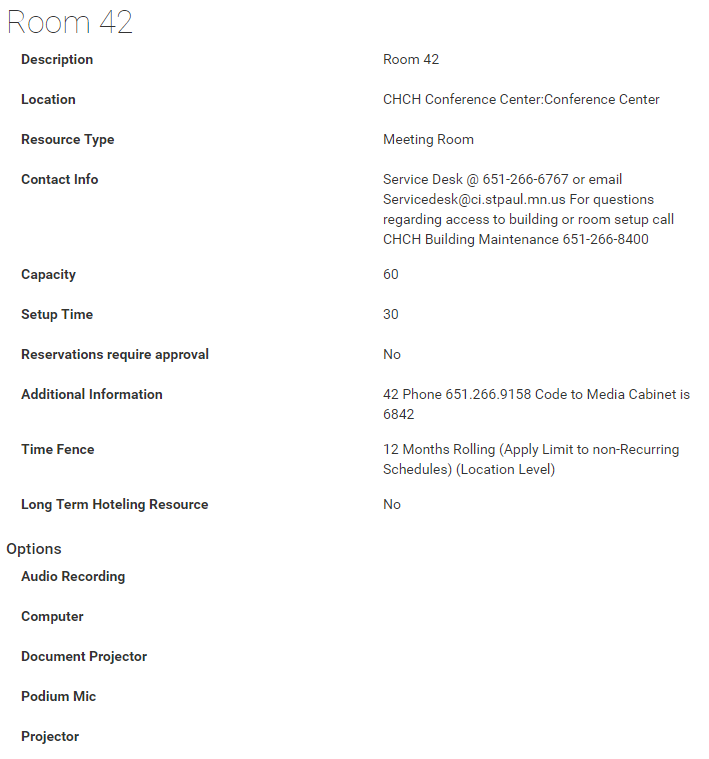 Room 42
Description Room 42
Location CHCH Conference Center:Conference Center
Resource Type Meeting Room
Contact Info Service Desk @ 651-266-6767 or email
Servicedesk@ci.stpaul.mn.us For questions
regarding access to building or room setup call
CHCH Building Maintenance 651-266-8400
Capacity 60
Setup Time 30
Reservations require approval No
Additional Information 42 Phone 651.266.9158 Code to Media Cabinet is
6842
Time Fence 12 Months Rolling (Apply Limit to non-Recurring
Schedules) (Location Level)
Long Term Hoteling Resource No
Options
Audio Recording
Computer
Document Projector
Podium Mic
Projector